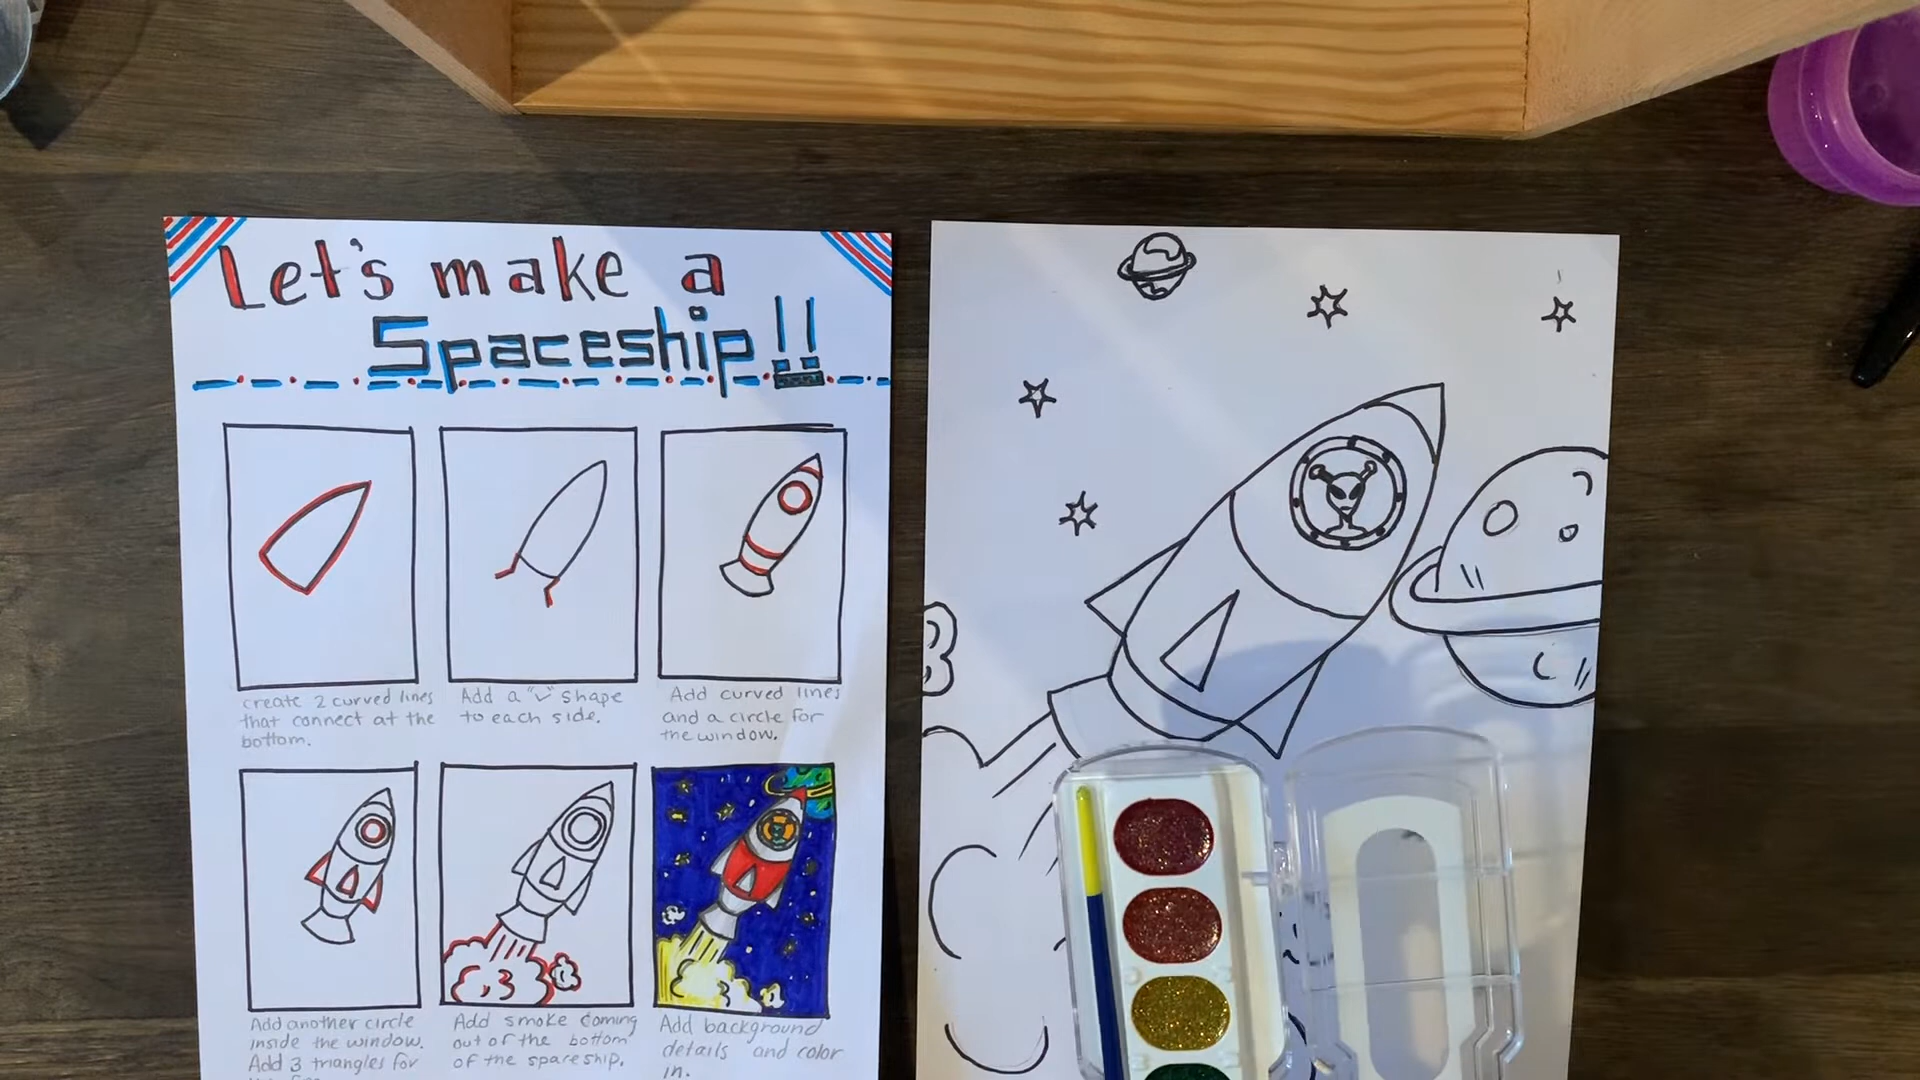 Let's make a
Spaceship!!
create 2 curved lines
that connect at the
bottom.
Add a "v" shape
to each side.
Add curved lines
and a circle for
the window.
Add another circle
inside the window.
Add 3 triangles for
Add smoke coming
out of the bottom
of the spaceship.
Add background
details and color
in.